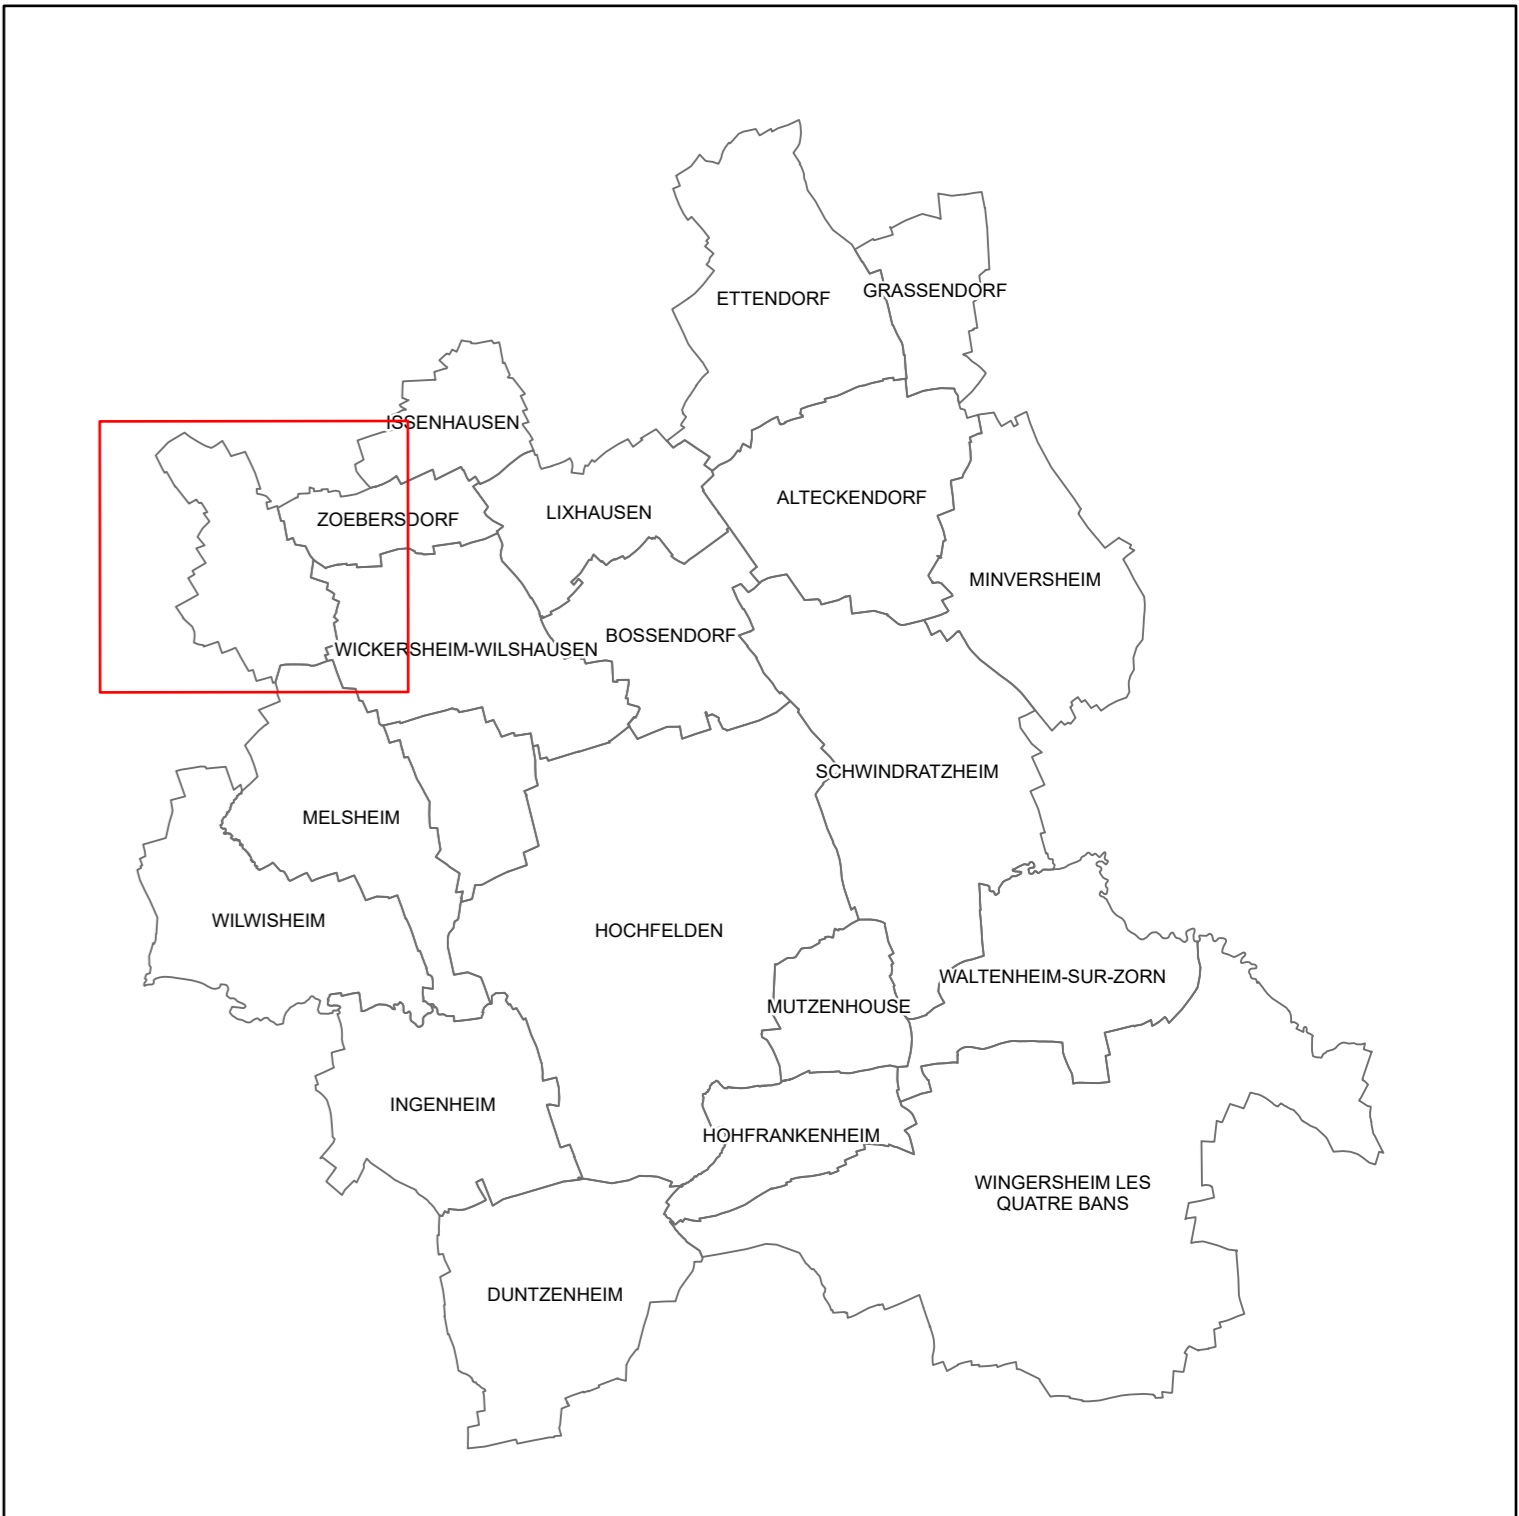 GRASSENDORF
ETTENDORF
ISSENHAUSEN
ALTECKENDORF
LIXHAUSEN
ZOEBERSDORF
MINVERSHEIM
BOSSENDORF
WICKERSHEIM-WILSHAUSEN
SCHWINDRATZHEIM
MELSHEIM
WILWISHEIM
HOCHFELDEN
WALTENHEIM-SUR-ZORN
MUTZENHOUSE
INGENHEIM
HOHFRANKENHEIM
WINGERSHEIM LES
QUATRE BANS
DUNTZENHEIM